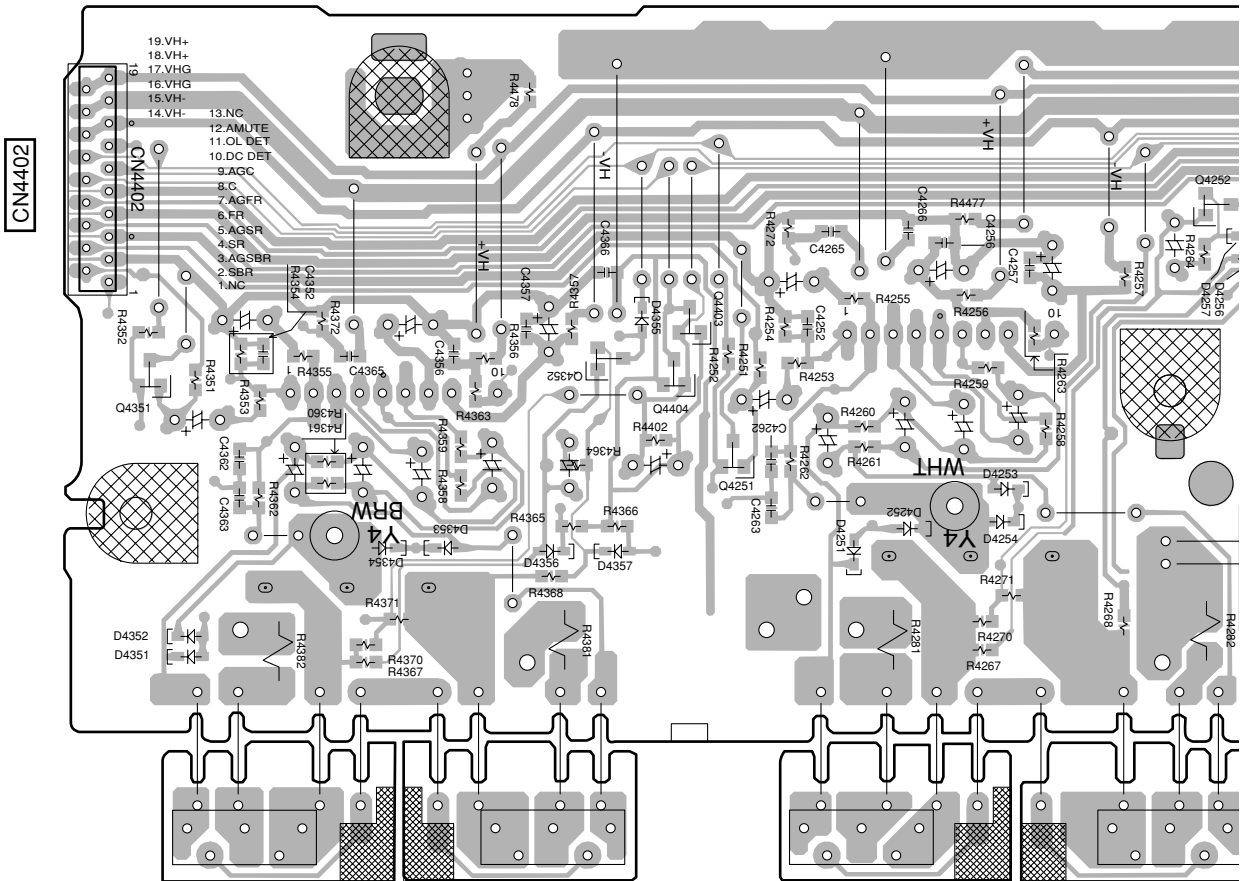 CN4402
19.VH+
18.VH+
17.VHG
16.VHG
15.VH-
14.VH-
13.NC
12.AMUTE
11.OL DET
10.DC DET
9.AGC
8.C
7.AGFR
6.FR
5.AGSR
4.SR
3.AGSBR
2.SBR
1.NC
19
1
CN4402
R4478
-VH
+VH
+VH
-VH
Q4252
C4266
R4477
C4256
R4272
C4265
C4257
R4264
R4257
D4256
D4257
C4366
C4352
R4354
R4372
R4352
C4357
R4357
D4355
Q4403
R4254
C4252
R4255
1
R4256
10
R4356
C4356
R4355
1
C4365
10
Q4352
R4252
R4251
R4253
R4259
R4263
R4351
R4353
Q4351
R4360
R4361
R4363
Q4404
R4402
C4262
R4260
R4261
R4258
C4362
R4359
R4364
R4262
R4358
C4363
R4362
Q4251
C4263
WHT
Y4
D4253
D4252
D4254
D4251
BRW
Y4
D4353
D4354
R4365
R4366
D4356
D4357
R4368
R4371
R4271
R4268
R4282
D4352
D4351
R4382
R4370
R4367
R4381
R4281
R4270
R4267